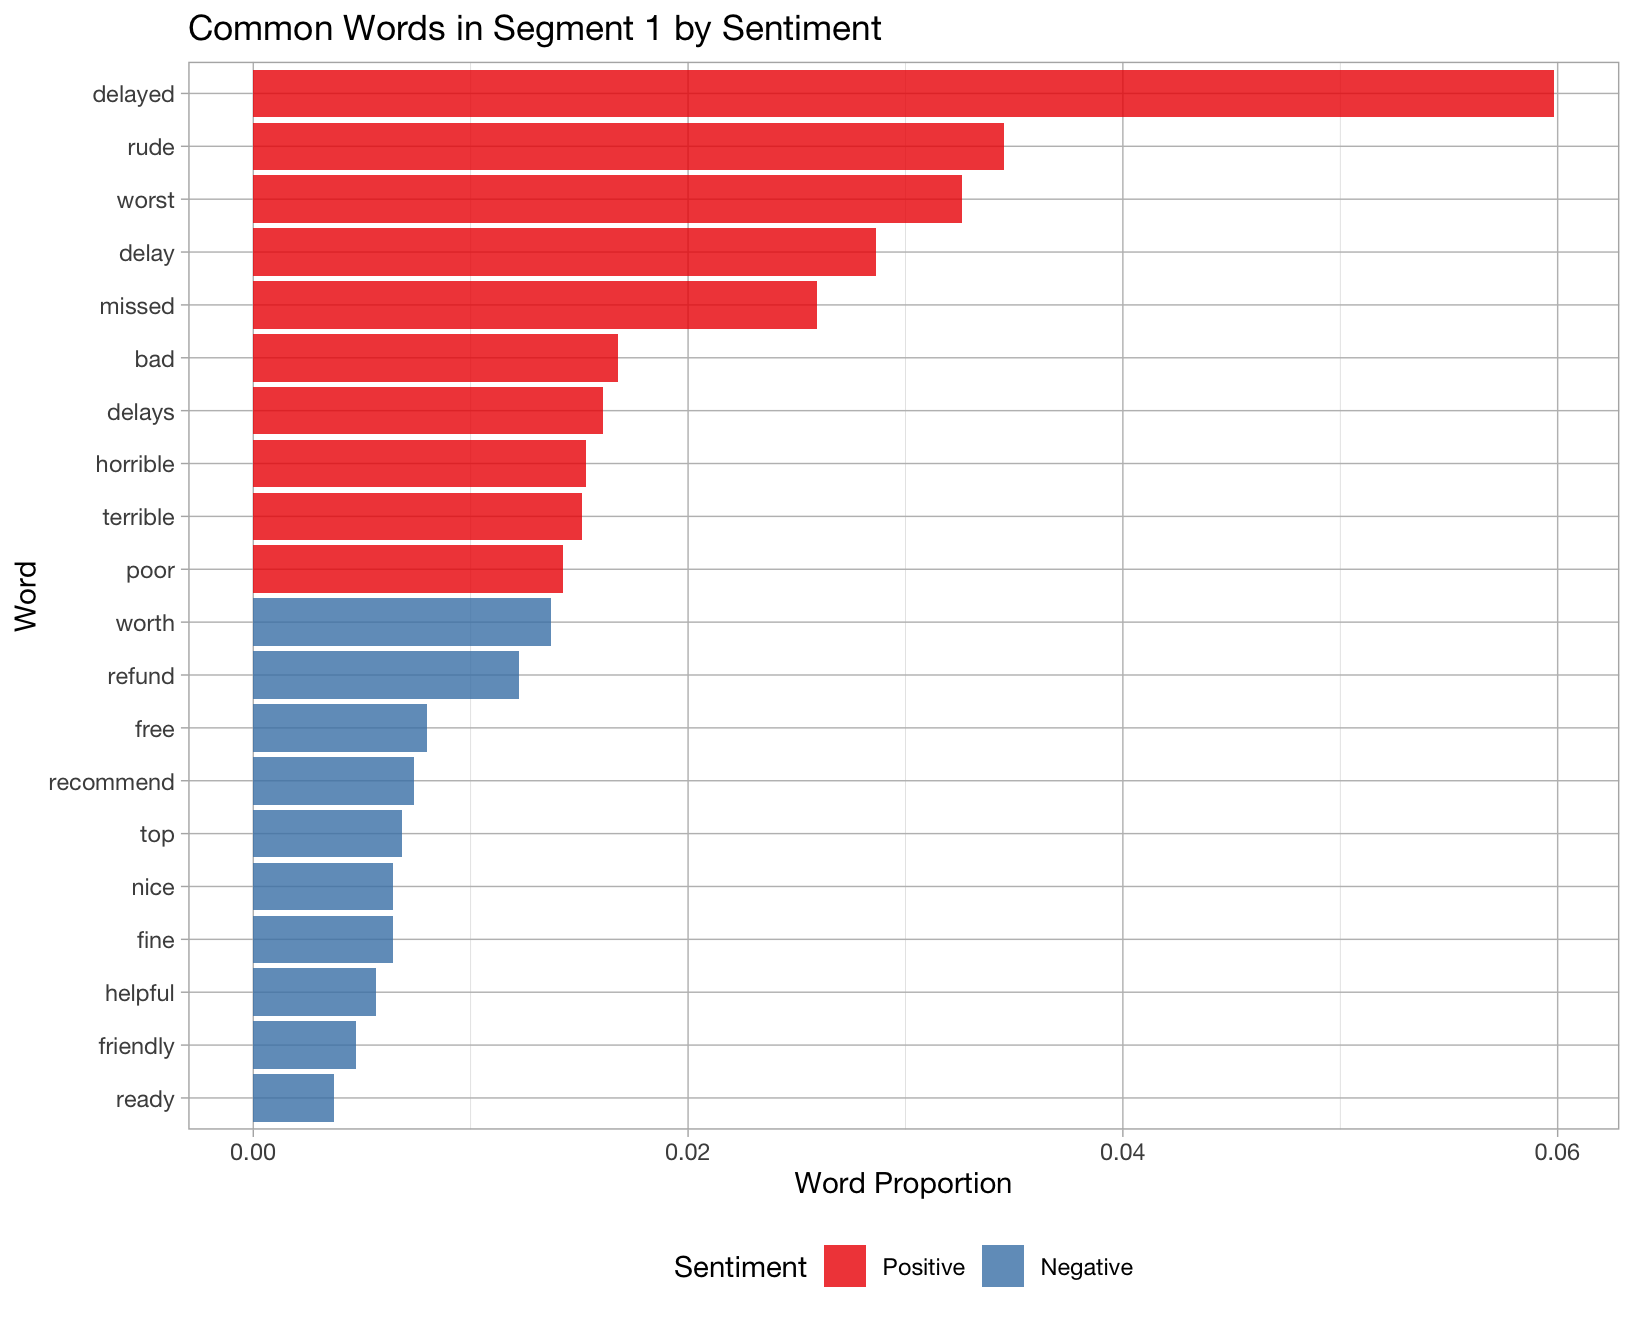 Common Words in Segment 1 by Sentiment
delayed
rude
worst
delay
missed
bad
delays
horrible
terrible
poor
worth
refund
free
recommend
top
nice
fine
helpful
friendly
ready
Word
0.00 0.02 0.04 0.06
Word Proportion
Sentiment Positive Negative